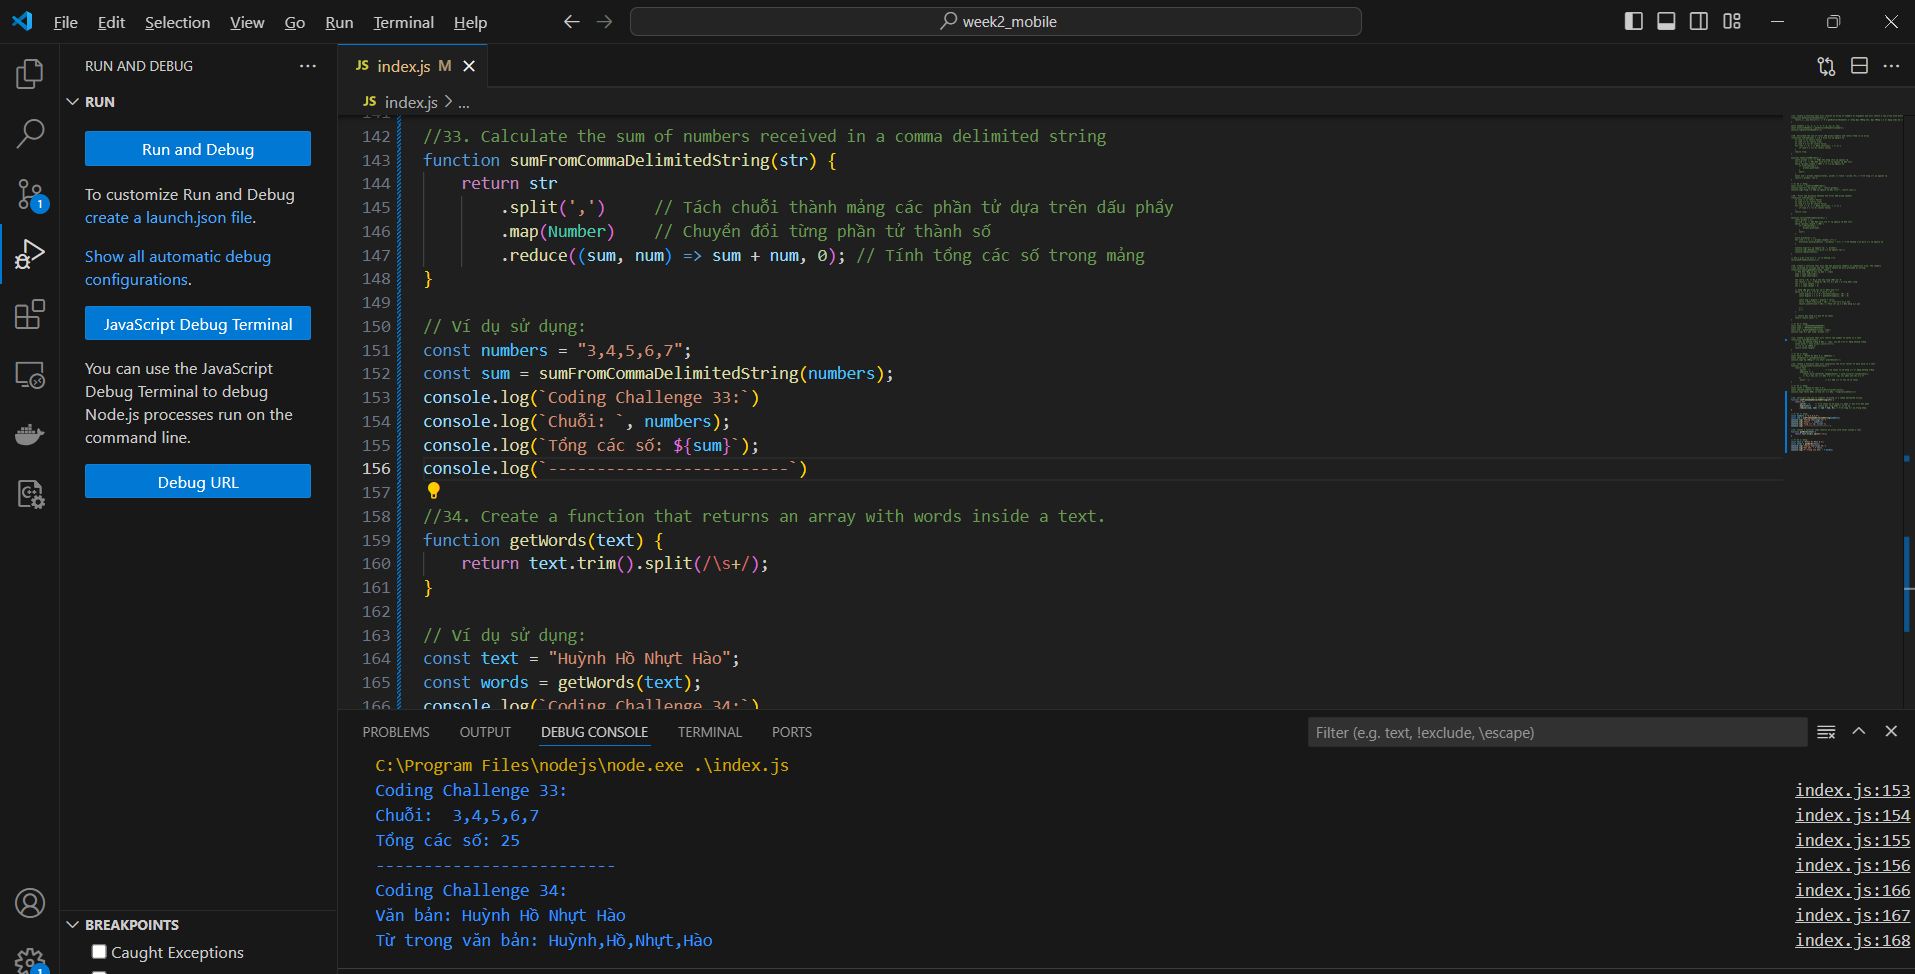 File Edit Selection View Go Run Terminal Help
week2_mobile
RUN AND DEBUG
RUN
Run and Debug
To customize Run and Debug
create a launch.json file.
Show all automatic debug
configurations.
JavaScript Debug Terminal
You can use the JavaScript
Debug Terminal to debug
Node.js processes run on the
command line.
Debug URL
BREAKPOINTS
Caught Exceptions
1
1
JS index.js M
JS index.js > ...
141
142 //33. Calculate the sum of numbers received in a comma delimited string
143 function sumFromCommaDelimitedString(str) {
144 return str
145 .split(',') // Tách chuỗi thành mảng các phần tử dựa trên dấu phẩy
146 .map(Number) // Chuyển đổi từng phần tử thành số
147 .reduce((sum, num) => sum + num, 0); // Tính tổng các số trong mảng
148 }
149
150 // Ví dụ sử dụng:
151 const numbers = "3,4,5,6,7";
152 const sum = sumFromCommaDelimitedString(numbers);
153 console.log(`Coding Challenge 33:`)
154 console.log(`Chuỗi: `, numbers);
155 console.log(`Tổng các số: ${sum}`);
156 console.log(`-------------------------`)
157
158 //34. Create a function that returns an array with words inside a text.
159 function getWords(text) {
160 return text.trim().split(/\s+/);
161 }
162
163 // Ví dụ sử dụng:
164 const text = "Huỳnh Hồ Nhựt Hào";
165 const words = getWords(text);
166 console.log(`Coding Challenge 34:`)
PROBLEMS OUTPUT DEBUG CONSOLE TERMINAL PORTS
Filter (e.g. text, !exclude, \escape)
C:\Program Files\nodejs\node.exe .\index.js
Coding Challenge 33: index.js:153
Chuỗi:  3,4,5,6,7 index.js:154
Tổng các số: 25 index.js:155
------------------------- index.js:156
Coding Challenge 34: index.js:166
Văn bản: Huỳnh Hồ Nhựt Hào index.js:167
Từ trong văn bản: Huỳnh,Hồ,Nhựt,Hào index.js:168